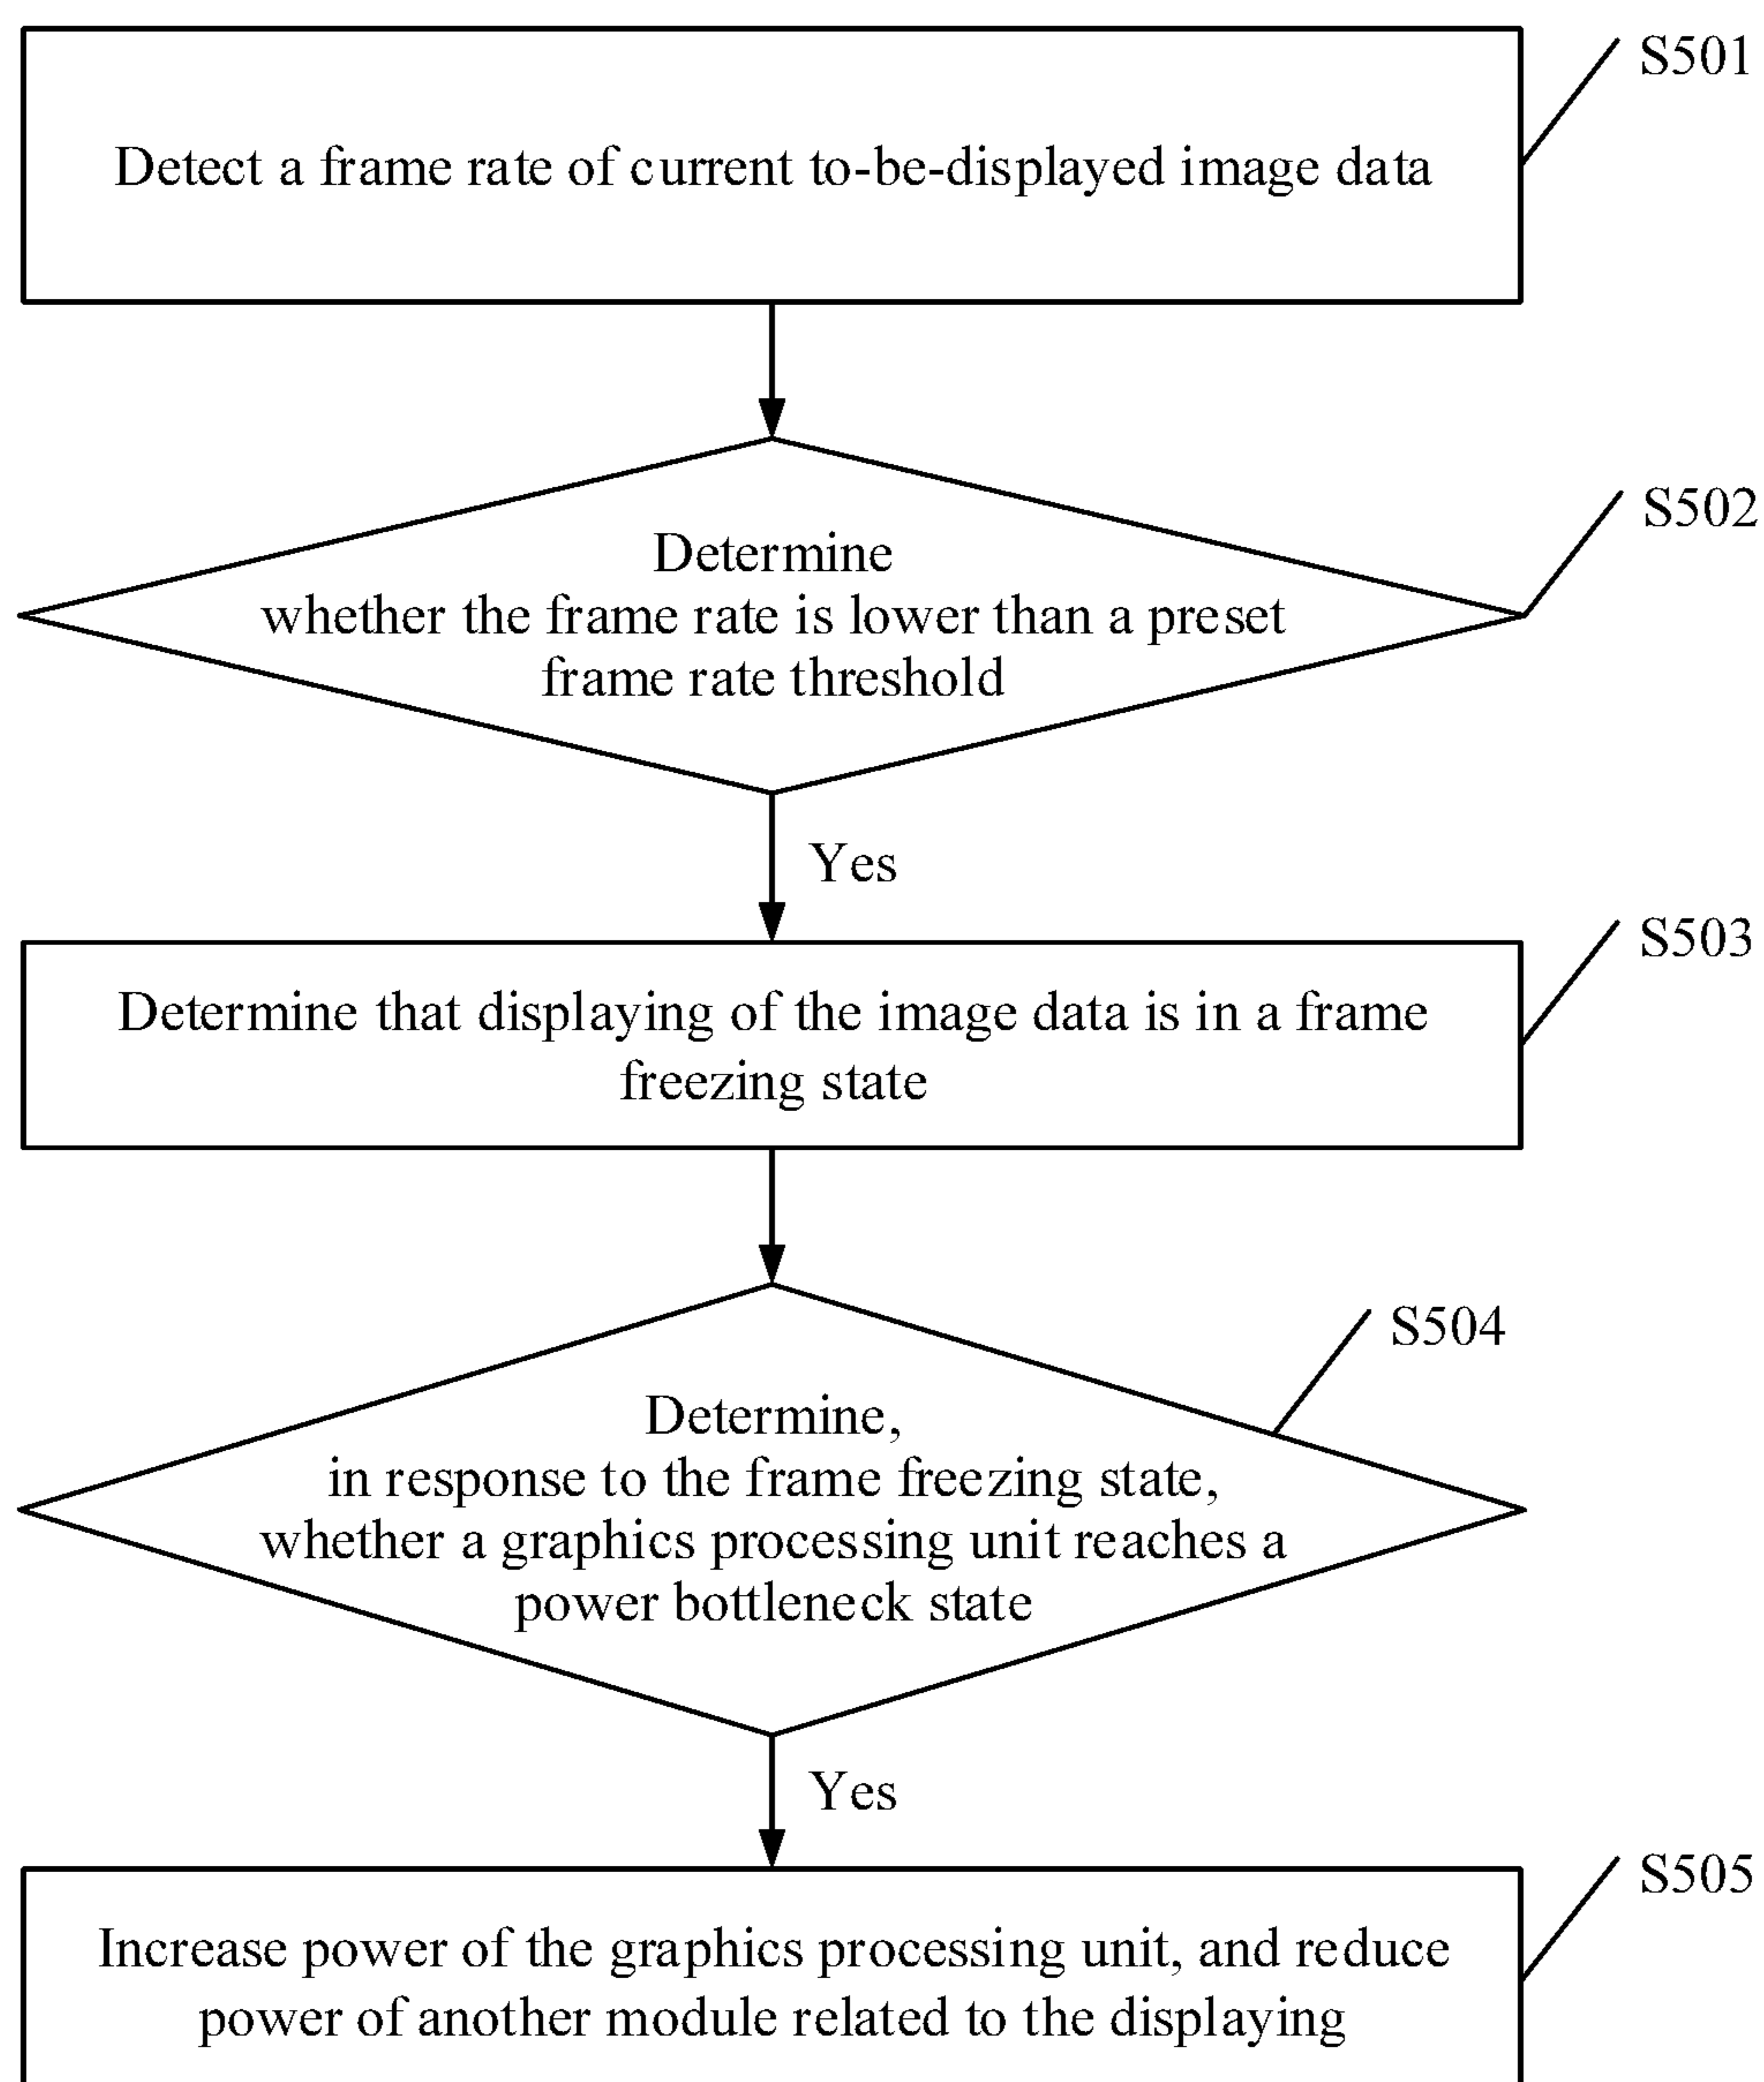 S501
Detect a frame rate of current to-be-displayed image data
S502
Determine
whether the frame rate is lower than a preset
frame rate threshold
Yes
S503
Determine that displaying of the image data is in a frame
freezing state
S504
Determine,
in response to the frame freezing state,
whether a graphics processing unit reaches a
power bottleneck state
Yes
S505
Increase power of the graphics processing unit, and reduce
power of another module related to the displaying